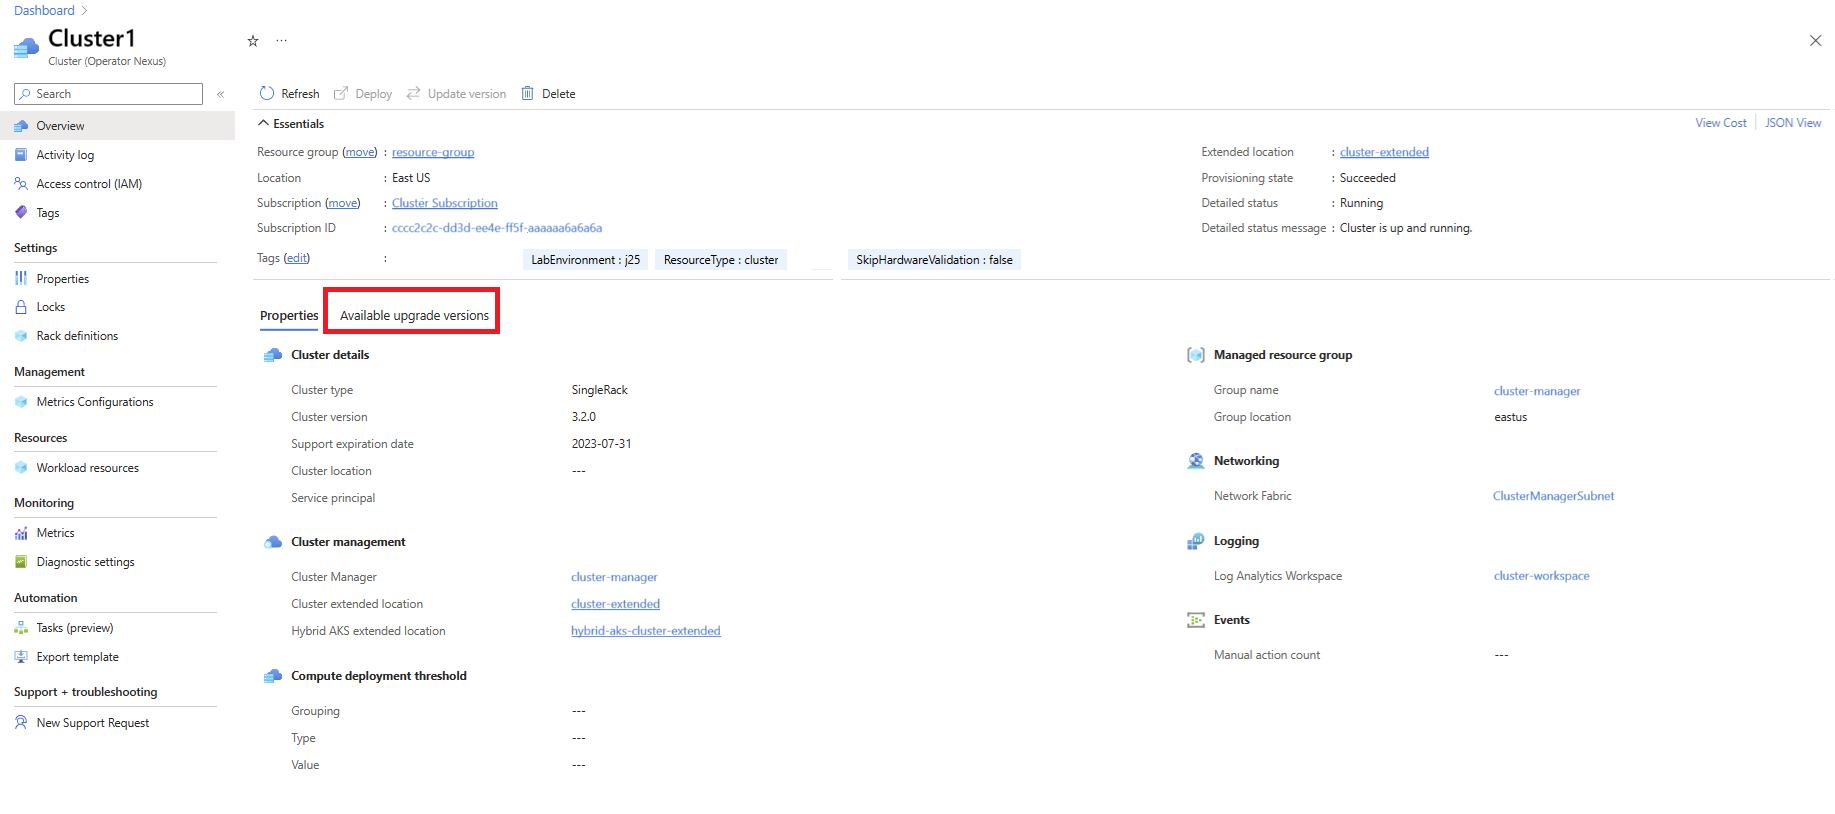 Dashboard >
Cluster1
Cluster (Operator Nexus)
Search
Overview
Activity log
Access control (IAM)
Tags
Settings
Properties
Locks
Rack definitions
Management
Metrics Configurations
Resources
Workload resources
Monitoring
Metrics
Diagnostic settings
Automation
Tasks (preview)
Export template
Support + troubleshooting
New Support Request
Refresh Deploy Update version Delete
Essentials
View Cost JSON View
Resource group (move) : resource-group
Location : East US
Subscription (move) : Cluster Subscription
Subscription ID : cccc2c2c-dd3d-ee4e-ff5f-aaaaaa6a6a6a
Extended location : cluster-extended
Provisioning state : Succeeded
Detailed status : Running
Detailed status message : Cluster is up and running.
Tags (edit) : LabEnvironment : j25 ResourceType : cluster SkipHardwareValidation : false
Properties Available upgrade versions
Cluster details
Cluster type SingleRack
Cluster version 3.2.0
Support expiration date 2023-07-31
Cluster location ---
Service principal
Cluster management
Cluster Manager cluster-manager
Cluster extended location cluster-extended
Hybrid AKS extended location hybrid-aks-cluster-extended
Compute deployment threshold
Grouping ---
Type ---
Value ---
Managed resource group
Group name cluster-manager
Group location eastus
Networking
Network Fabric ClusterManagerSubnet
Logging
Log Analytics Workspace cluster-workspace
Events
Manual action count ---